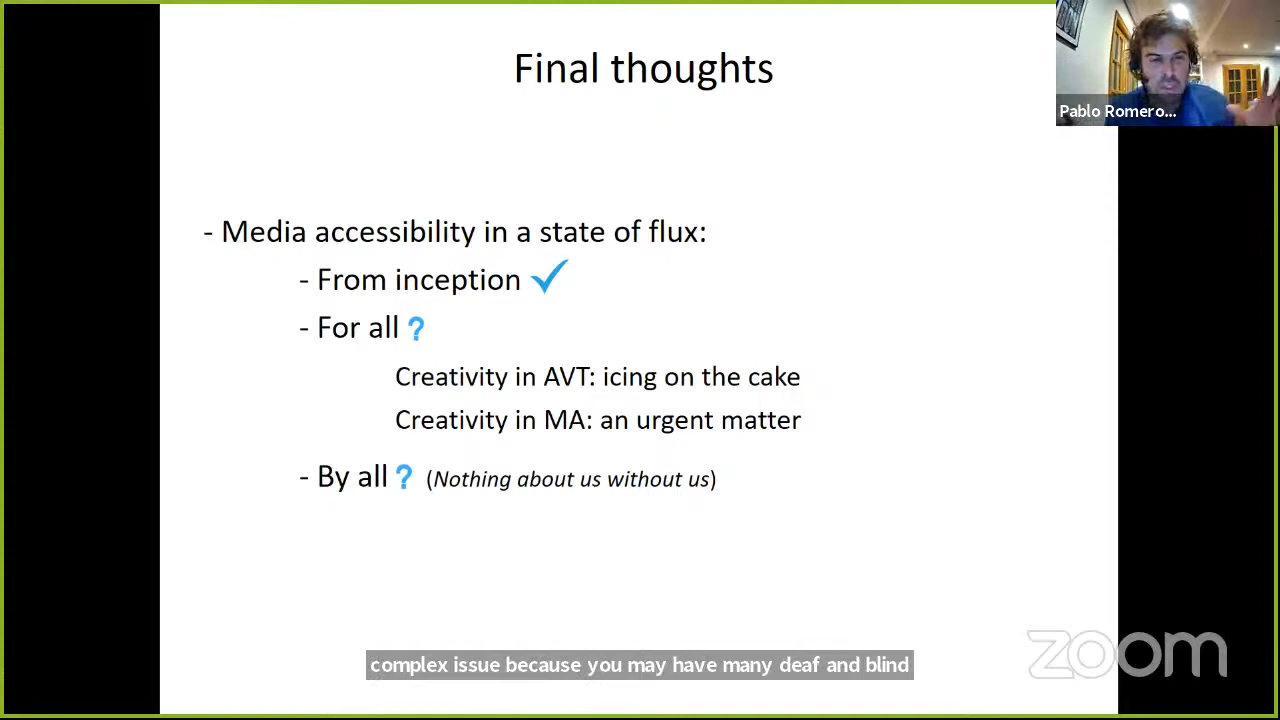 Final thoughts
Pablo Romero...
- Media accessibility in a state of flux:
- From inception
- For all ?
Creativity in AVT: icing on the cake
Creativity in MA: an urgent matter
- By all ? (Nothing about us without us)
complex issue because you may have many deaf and blind
zoom